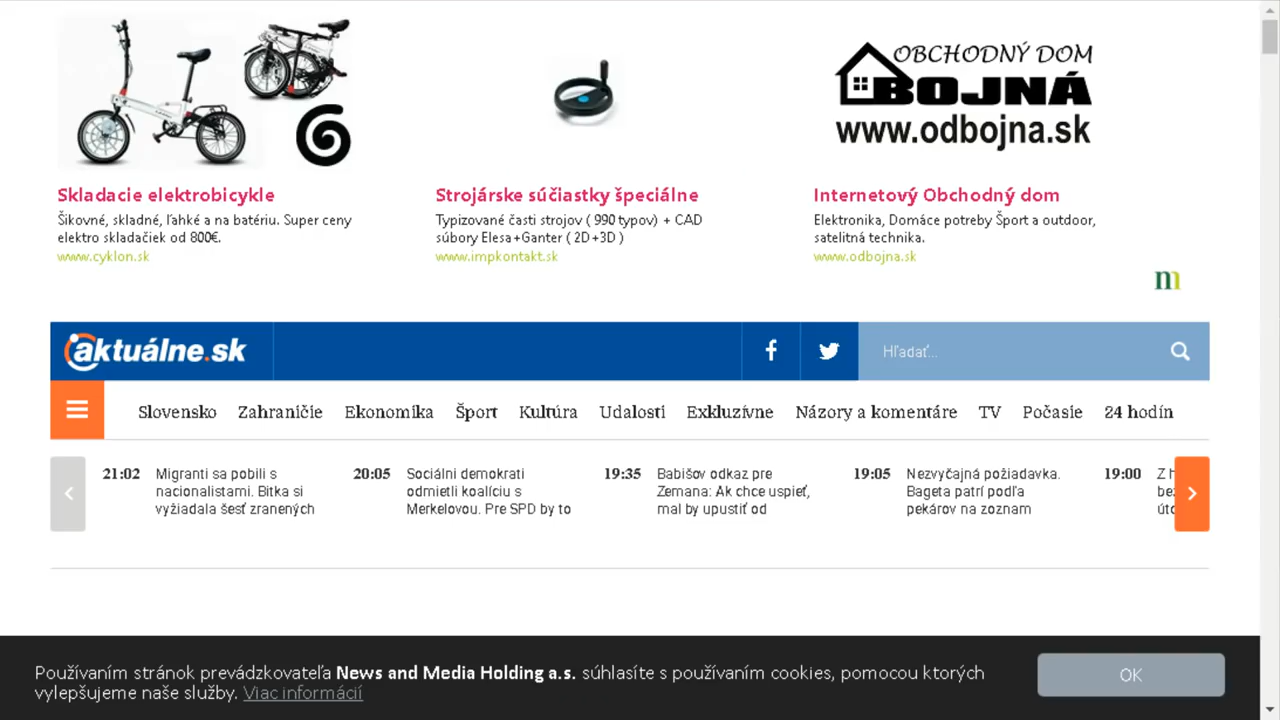 OBCHODNÝ DOM
BOJNÁ
www.odbojna.sk
Skladacie elektrobicykle
Šikovné, skladné, ľahké a na batériu. Super ceny
elektro skladačiek od 800€.
www.cyklon.sk
Strojárske súčiastky špeciálne
Typizované časti strojov ( 990 typov) + CAD
súbory Elesa+Ganter ( 2D+3D )
www.impkontakt.sk
Internetový Obchodný dom
Elektronika, Domáce potreby Šport a outdoor,
satelitná technika.
www.odbojna.sk
m
aktuálne.sk
Hľadať...
Slovensko Zahraničie Ekonomika Šport Kultúra Udalosti Exkluzívne Názory a komentáre TV Počasie 24 hodín
21:02 Migranti sa pobili s
nacionalistami. Bitka si
vyžiadala šesť zranených
20:05 Sociálni demokrati
odmietli koalíciu s
Merkelovou. Pre SPD by to
19:35 Babišov odkaz pre
Zemana: Ak chce uspieť,
mal by upustiť od
19:05 Nezvyčajná požiadavka.
Bageta patrí podľa
pekárov na zoznam
19:00
Používaním stránok prevádzkovateľa News and Media Holding a.s. súhlasíte s používaním cookies, pomocou ktorých
vylepšujeme naše služby. Viac informácií
OK